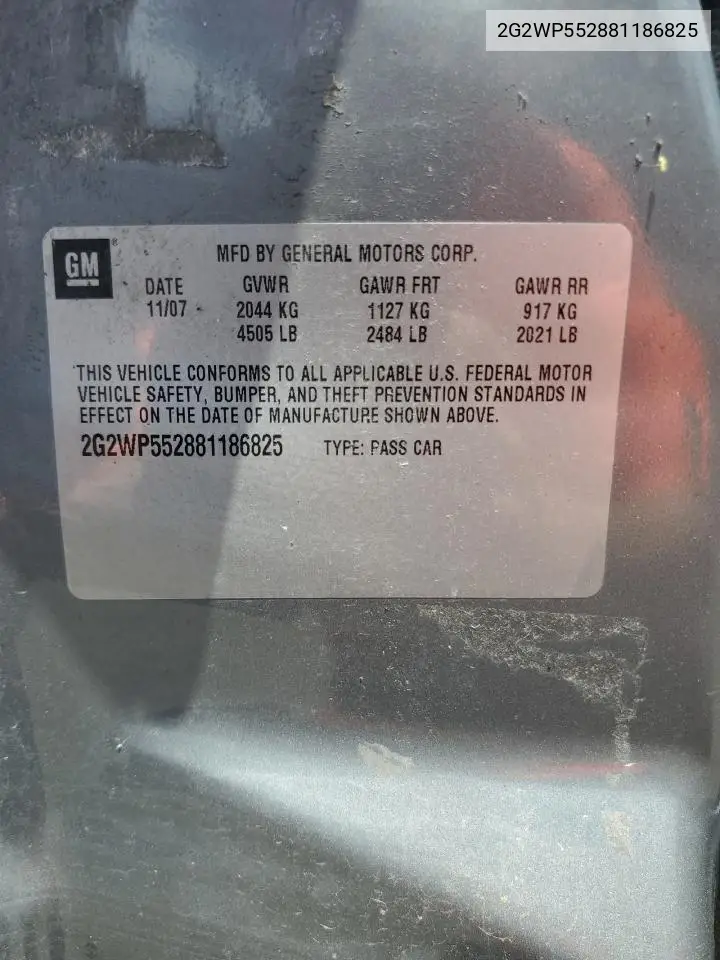 2G2WP552881186825
GM
MFD BY GENERAL MOTORS CORP.
DATE GVWR GAWR FRT GAWR RR
11/07 2044 KG 1127 KG 917 KG
4505 LB 2484 LB 2021 LB
THIS VEHICLE CONFORMS TO ALL APPLICABLE U.S. FEDERAL MOTOR
VEHICLE SAFETY, BUMPER, AND THEFT PREVENTION STANDARDS IN
EFFECT ON THE DATE OF MANUFACTURE SHOWN ABOVE.
2G2WP552881186825 TYPE: PASS CAR